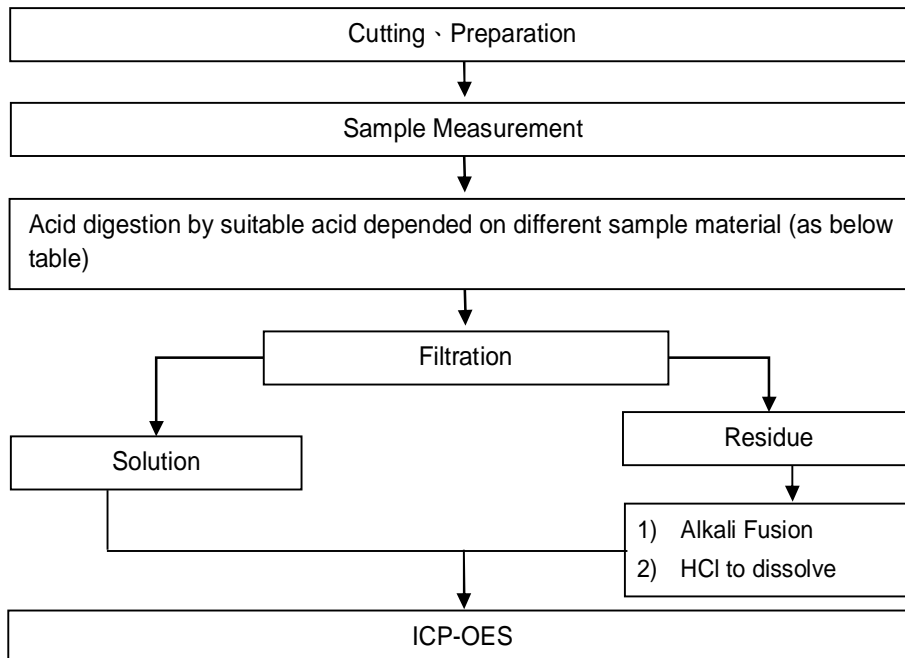 Cutting、Preparation
Sample Measurement
Acid digestion by suitable acid depended on different sample material (as below
table)
Filtration
Solution
Residue
1) Alkali Fusion
2) HCl to dissolve
ICP-OES